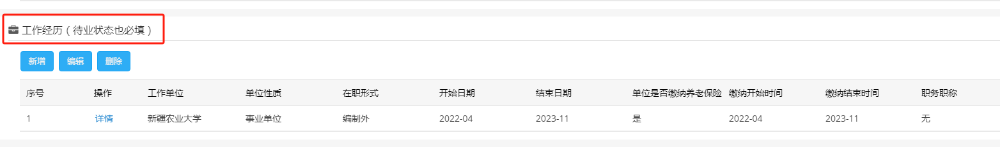 工作经历（待业状态也必填）
新增 编辑 删除
序号 操作 工作单位 单位性质 在职形式 开始日期 结束日期 单位是否缴纳养老保险 缴纳开始时间 缴纳结束时间 职务职称
1 详情 新疆农业大学 事业单位 编制外 2022-04 2023-11 是 2022-04 2023-11 无